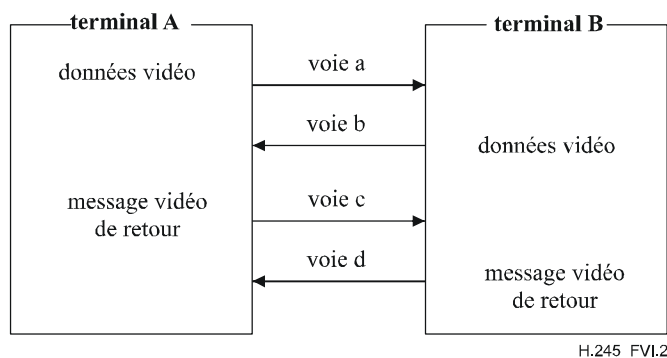 terminal A
terminal B
données vidéo
voie a
voie b
données vidéo
message vidéo
de retour
voie c
voie d
message vidéo
de retour
H.245 FVI.2